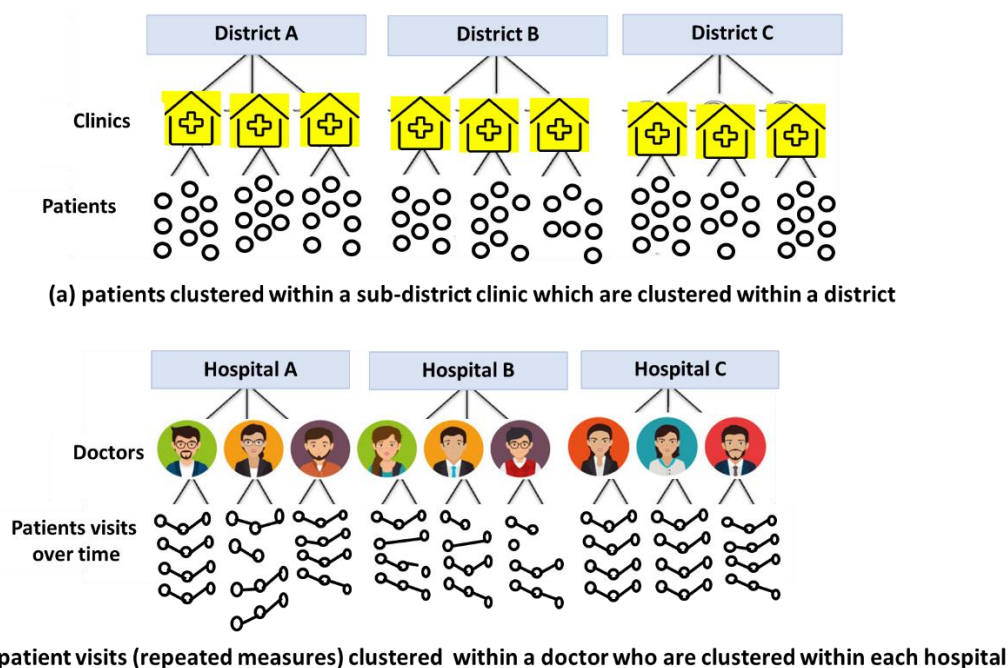 District A
District B
District C
Clinics
Patients
(a) patients clustered within a sub-district clinic which are clustered within a district
Hospital A
Hospital B
Hospital C
Doctors
Patients visits
over time
patient visits (repeated measures) clustered within a doctor who are clustered within each hospital